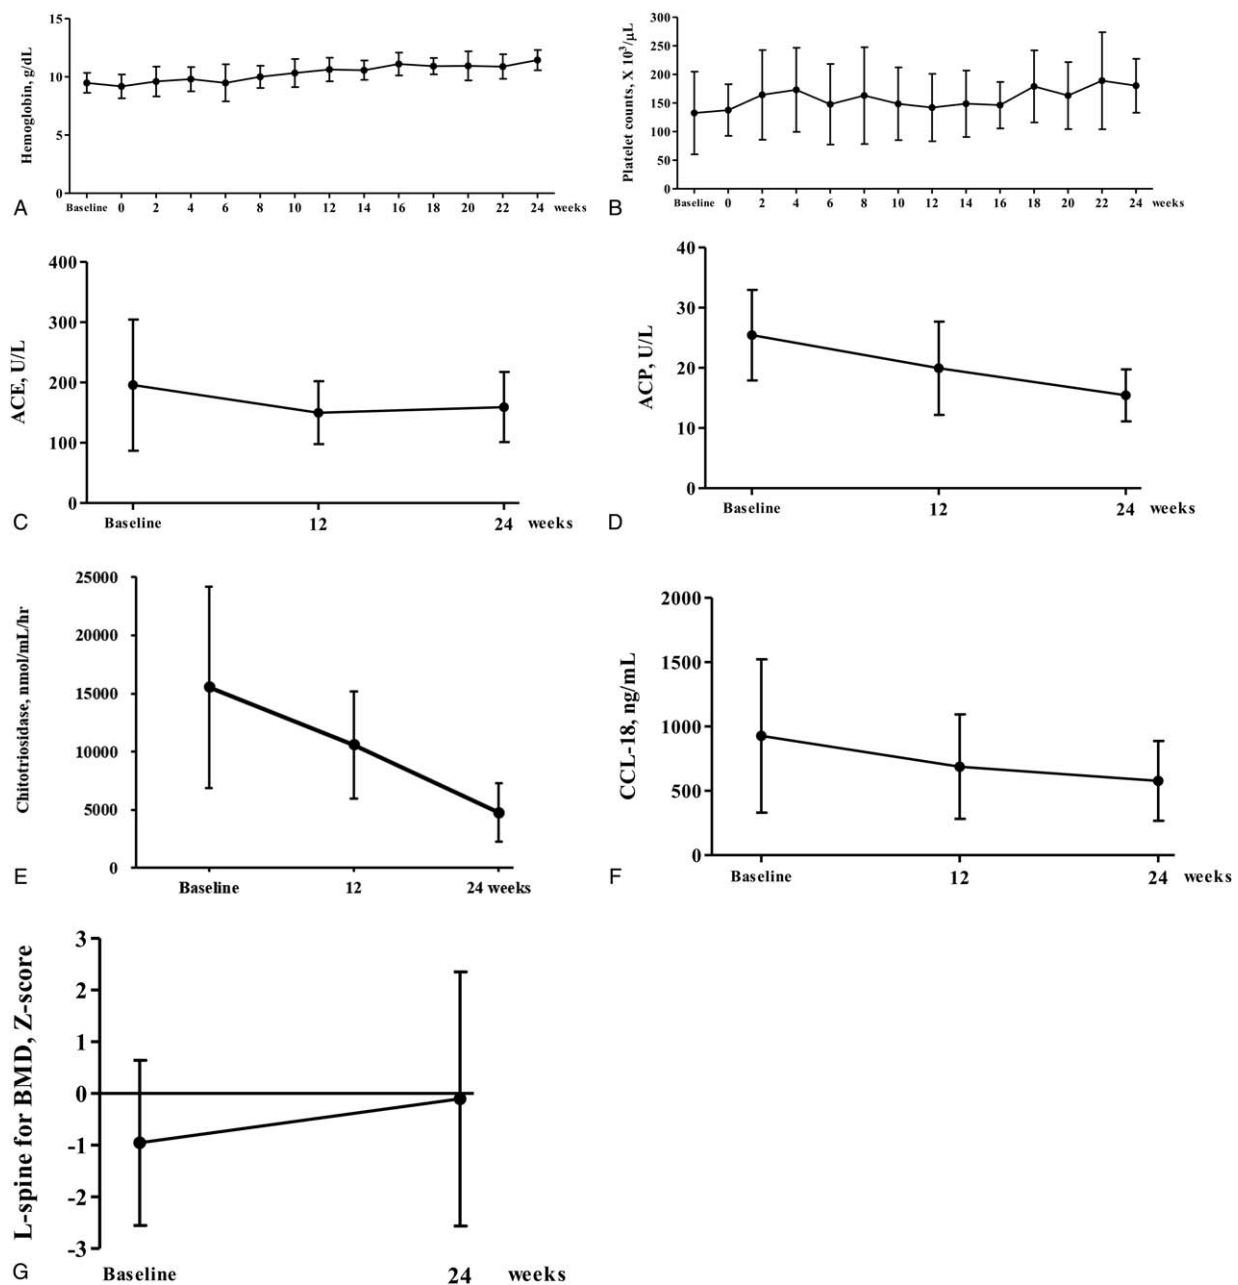 Hemoglobin, g/dL
15
10
5
0
Baseline 0 2 4 6 8 10 12 14 16 18 20 22 24 weeks
A
Platelet counts, X 10³/μL
300
250
200
150
100
50
0
Baseline 0 2 4 6 8 10 12 14 16 18 20 22 24 weeks
B
ACE, U/L
400
300
200
100
0
Baseline 12 24 weeks
C
ACP, U/L
40
30
20
10
0
Baseline 12 24 weeks
D
Chitotriosidase, nmol/mL/hr
25000
20000
15000
10000
5000
0
Baseline 12 24 weeks
E
CCL-18, ng/mL
2000
1500
1000
500
0
Baseline 12 24 weeks
F
L-spine for BMD, Z-score
3
2
1
0
-1
-2
-3
Baseline 24 weeks
G